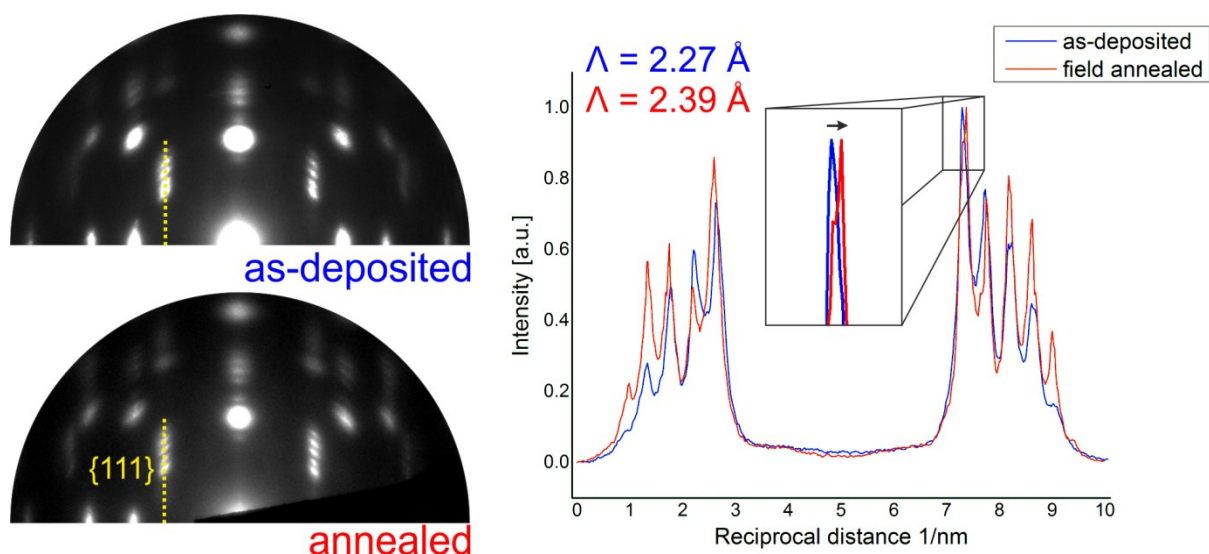 as-deposited
{111}
annealed
Λ = 2.27 Å
Λ = 2.39 Å
as-deposited
field annealed
Intensity [a.u.]
1.0
0.8
0.6
0.4
0.2
0.0
0 1 2 3 4 5 6 7 8 9 10
Reciprocal distance 1/nm